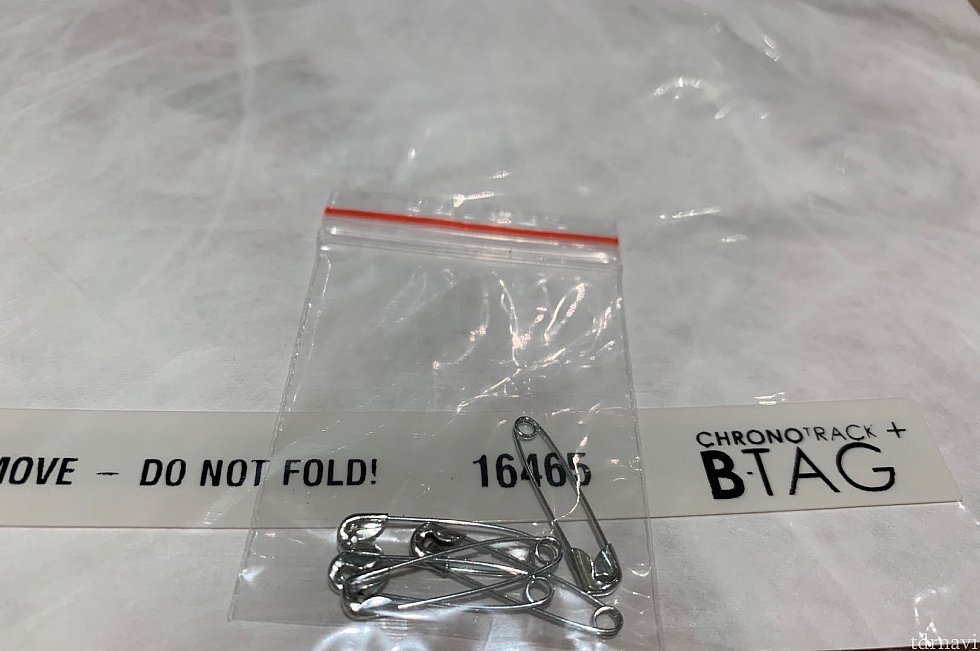 MOVE – DO NOT FOLD!
16465
CHRONOTRACK +
B·TAG
tdrnavi